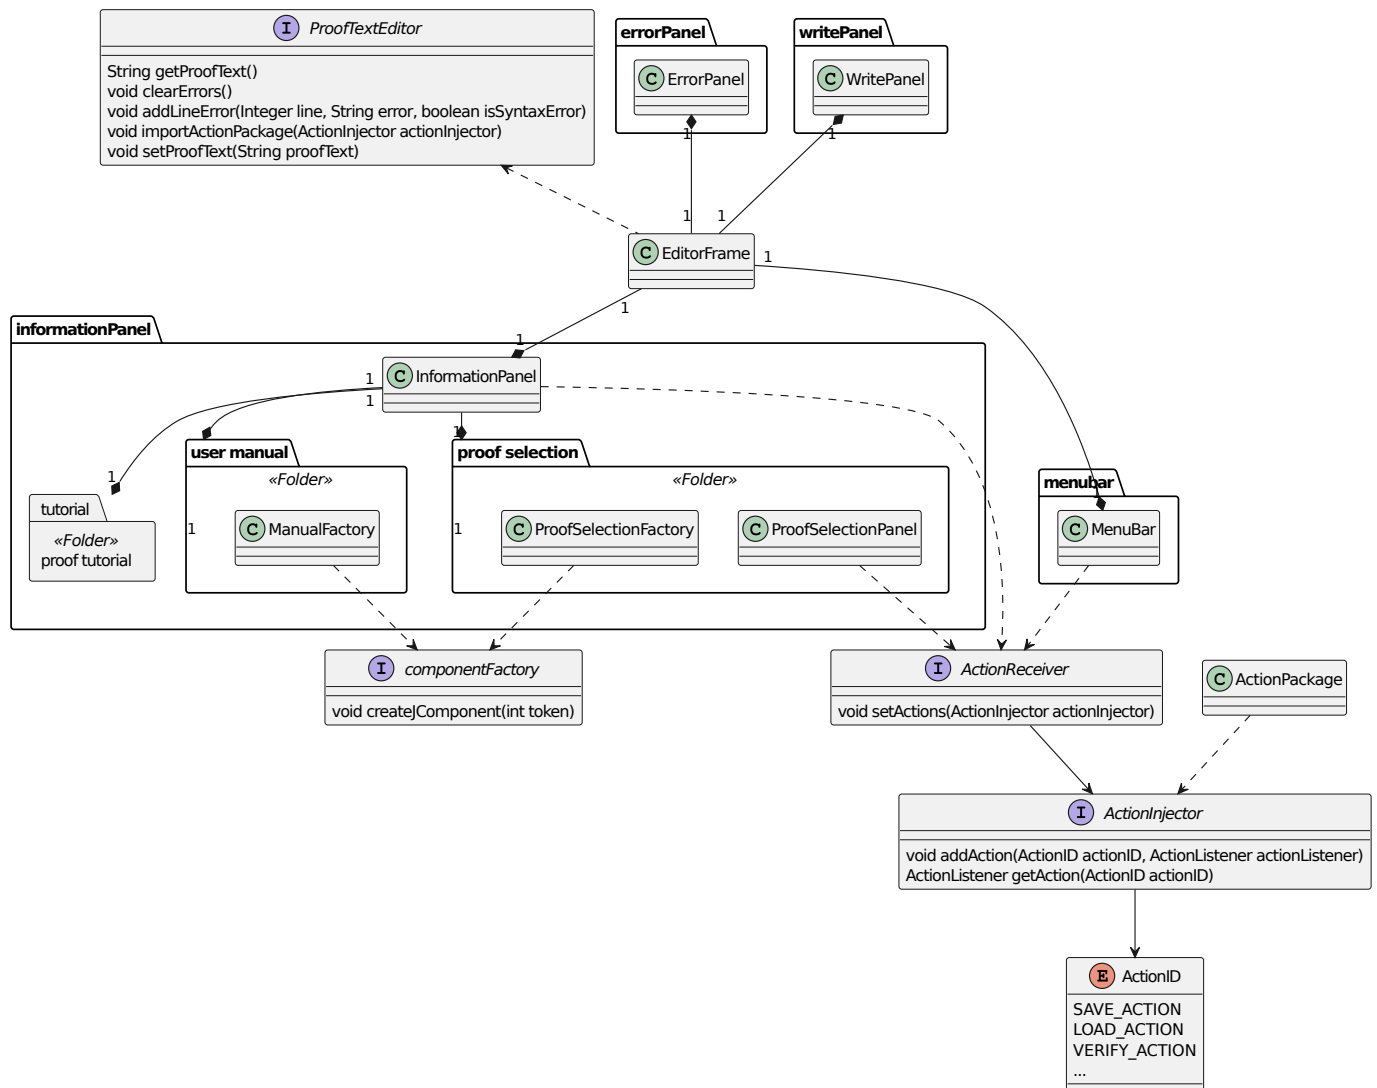 ProofTextEditor
String getProofText()
void clearErrors()
void addLineError(Integer line, String error, boolean isSyntaxError)
void importActionPackage(ActionInjector actionInjector)
void setProofText(String proofText)
errorPanel
C ErrorPanel
writePanel
C WritePanel
1
1
1
1
C EditorFrame
1
1
1
informationPanel
C InformationPanel
1
1
1
1
tutorial
«Folder»
proof tutorial
user manual
«Folder»
1
C ManualFactory
proof selection
«Folder»
1
C ProofSelectionFactory
C ProofSelectionPanel
menubar
1
C MenuBar
I componentFactory
void createJComponent(int token)
I ActionReceiver
void setActions(ActionInjector actionInjector)
C ActionPackage
I ActionInjector
void addAction(ActionID actionID, ActionListener actionListener)
ActionListener getAction(ActionID actionID)
E ActionID
SAVE_ACTION
LOAD_ACTION
VERIFY_ACTION
...